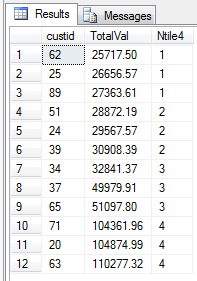 Results Messages
custid TotalVal Ntile4
1 62 25717.50 1
2 25 26656.57 1
3 89 27363.61 1
4 51 28872.19 2
5 24 29567.57 2
6 39 30908.39 2
7 34 32841.37 3
8 37 49979.91 3
9 65 51097.80 3
10 71 104361.96 4
11 20 104874.99 4
12 63 110277.32 4